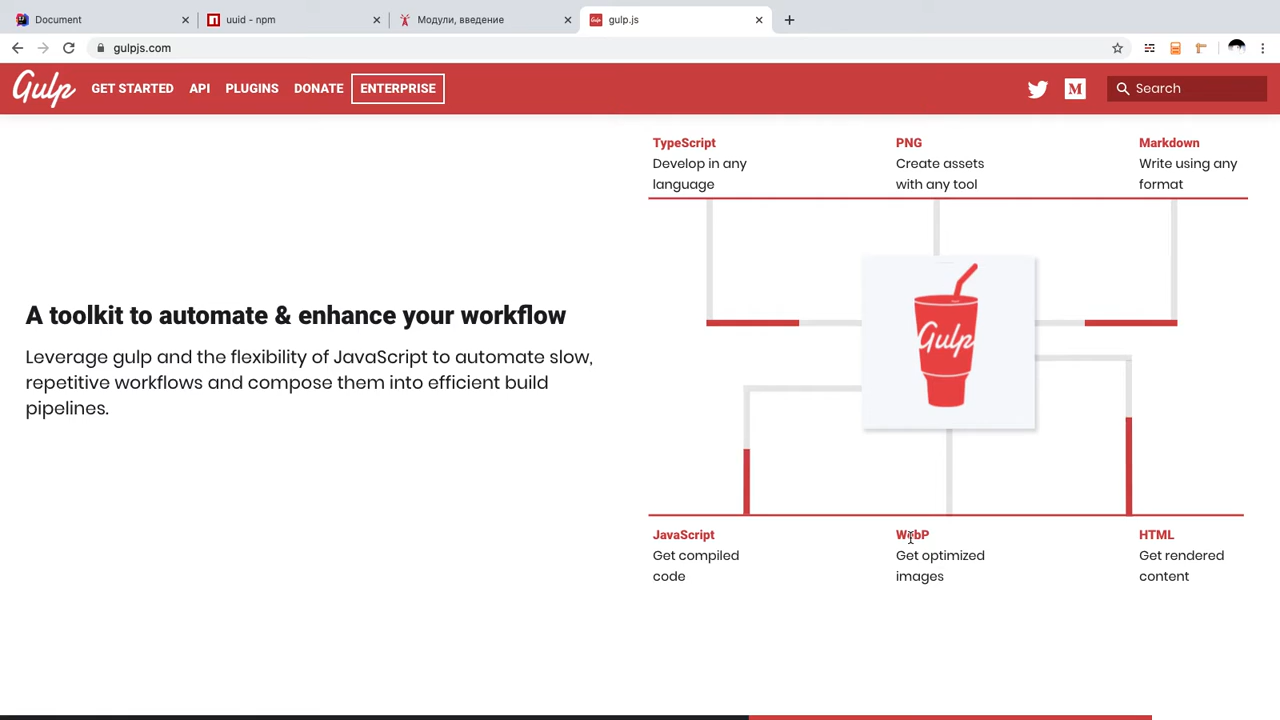 Document
uuid - npm
Модули, введение
gulp.js
gulpjs.com
Gulp
GET STARTED
API
PLUGINS
DONATE
ENTERPRISE
M
Search
TypeScript
Develop in any
language
PNG
Create assets
with any tool
Markdown
Write using any
format
A toolkit to automate & enhance your workflow
Leverage gulp and the flexibility of JavaScript to automate slow,
repetitive workflows and compose them into efficient build
pipelines.
Gulp
JavaScript
Get compiled
code
WebP
Get optimized
images
HTML
Get rendered
content